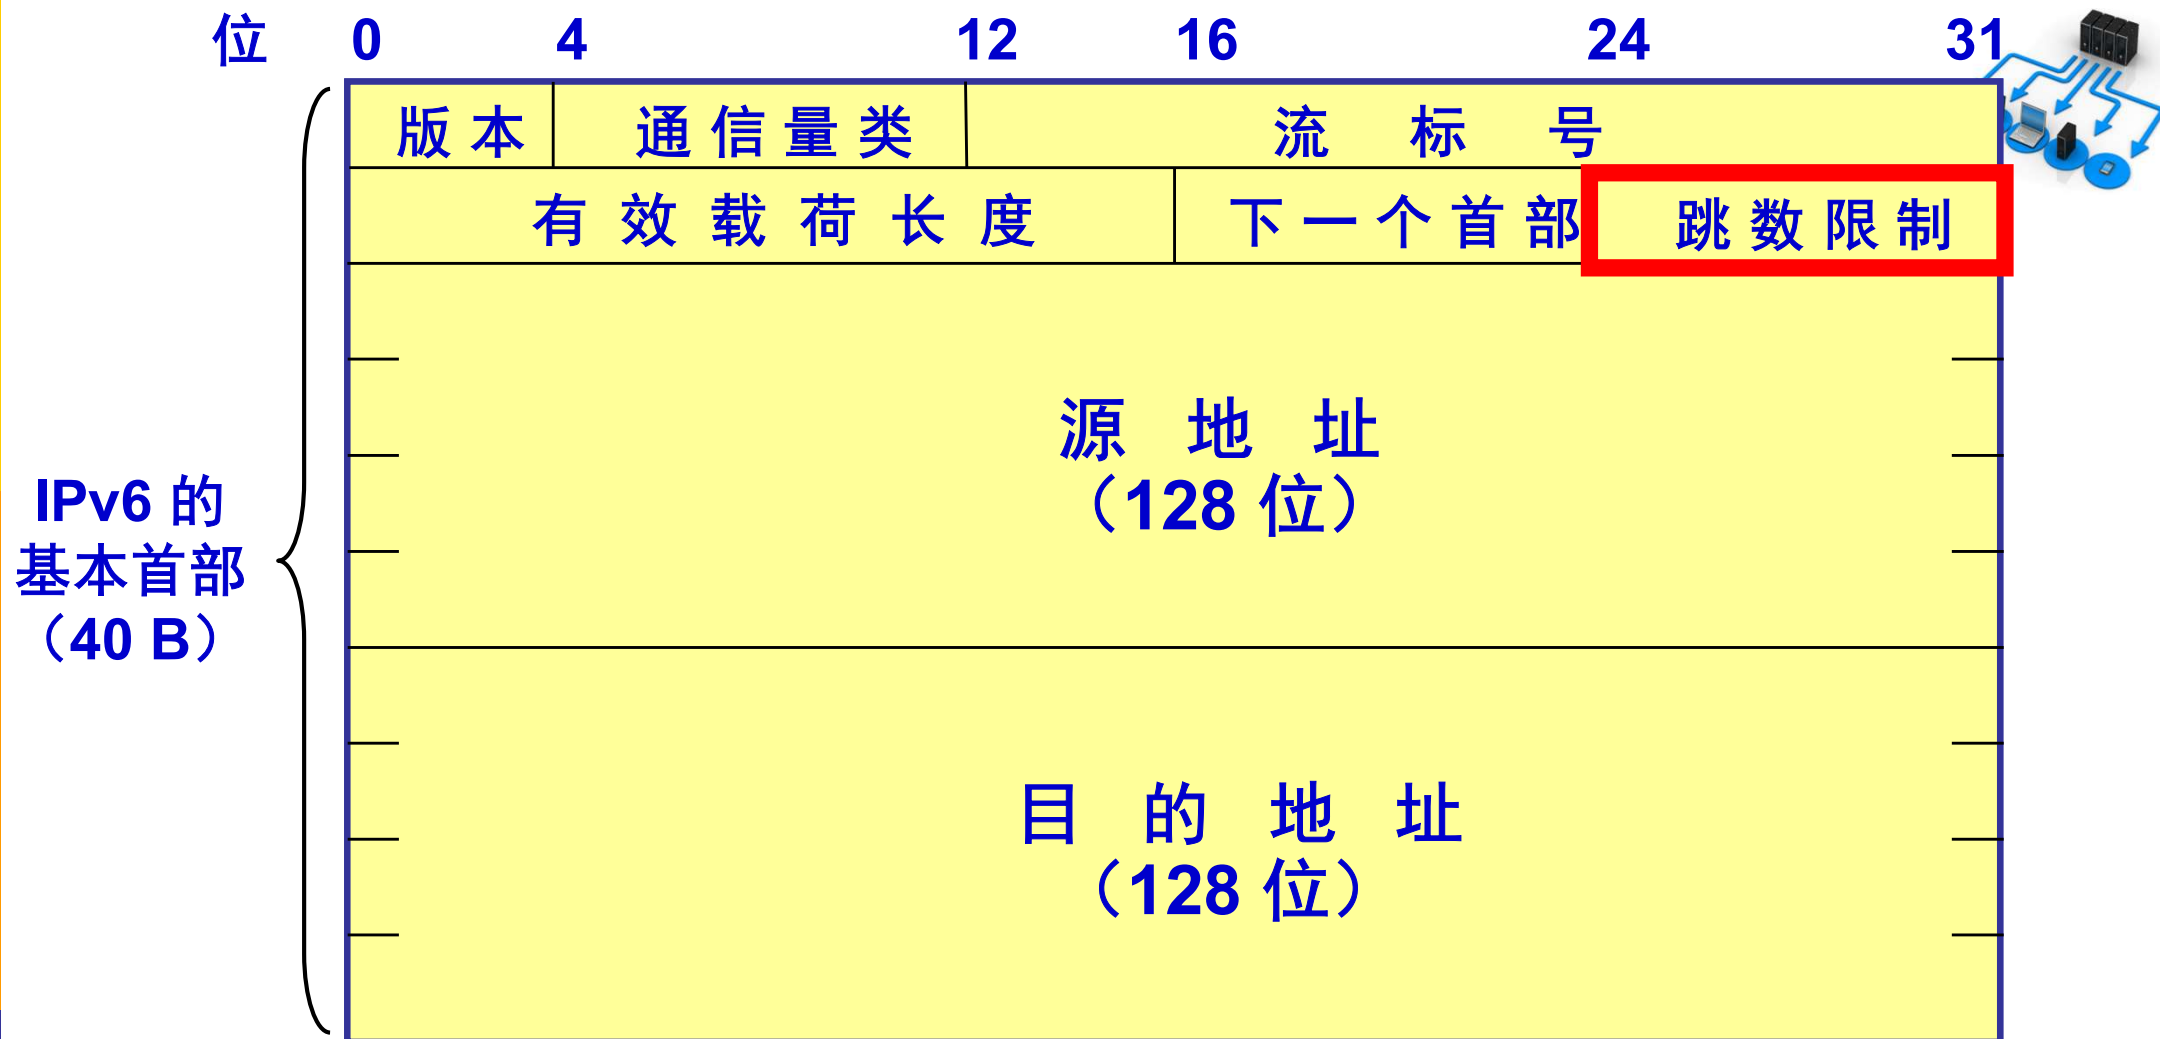 位 0 4 12 16 24 31
版本 通信量类 流标号
有效载荷长度 下一个首部 跳数限制
源地址
（128 位）
IPv6 的
基本首部
（40 B）
目的地址
（128 位）